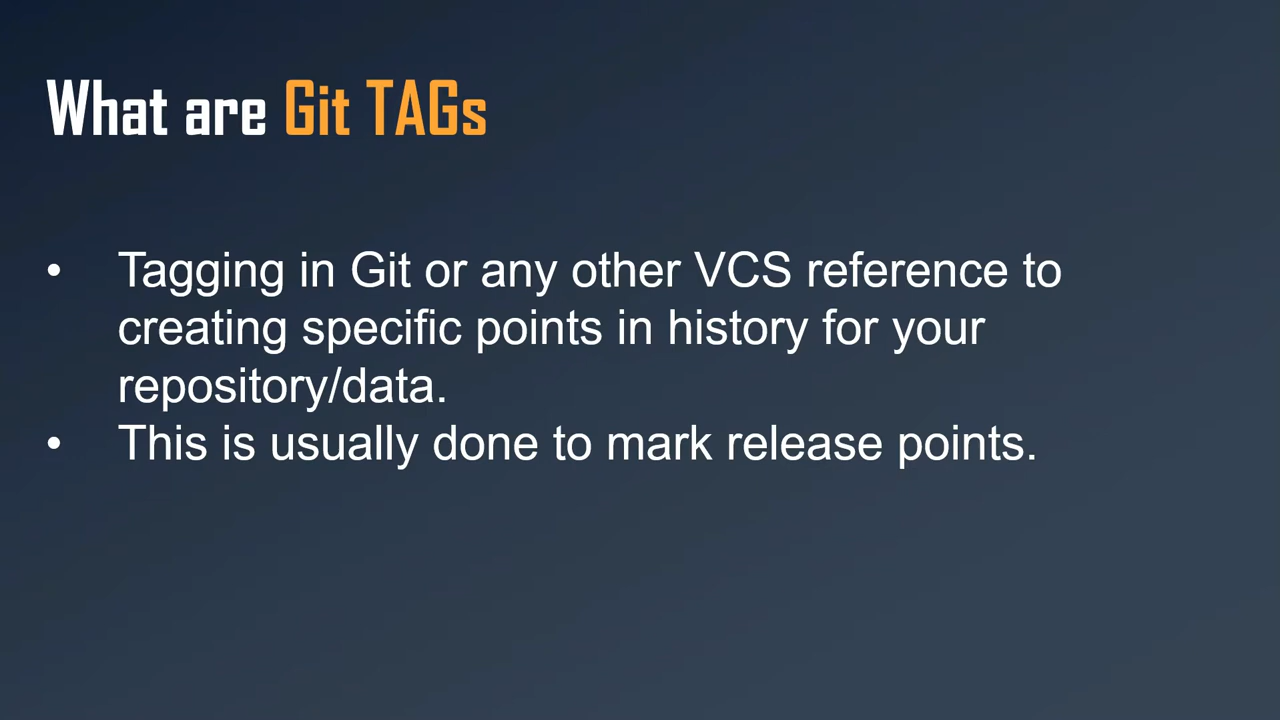 What are Git TAGs
• Tagging in Git or any other VCS reference to
creating specific points in history for your
repository/data.
• This is usually done to mark release points.